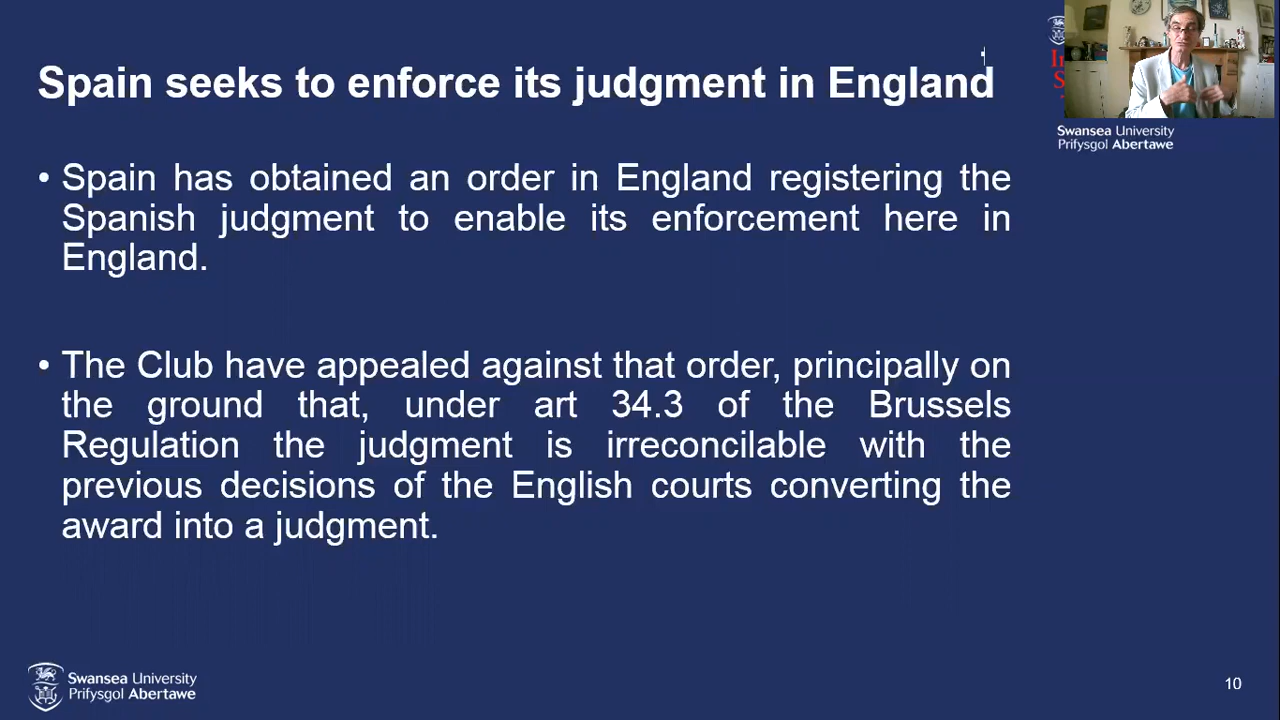 Spain seeks to enforce its judgment in England
• Spain has obtained an order in England registering the
Spanish judgment to enable its enforcement here in
England.
• The Club have appealed against that order, principally on
the ground that, under art 34.3 of the Brussels
Regulation the judgment is irreconcilable with the
previous decisions of the English courts converting the
award into a judgment.
Swansea University
Prifysgol Abertawe
Swansea University
Prifysgol Abertawe
10